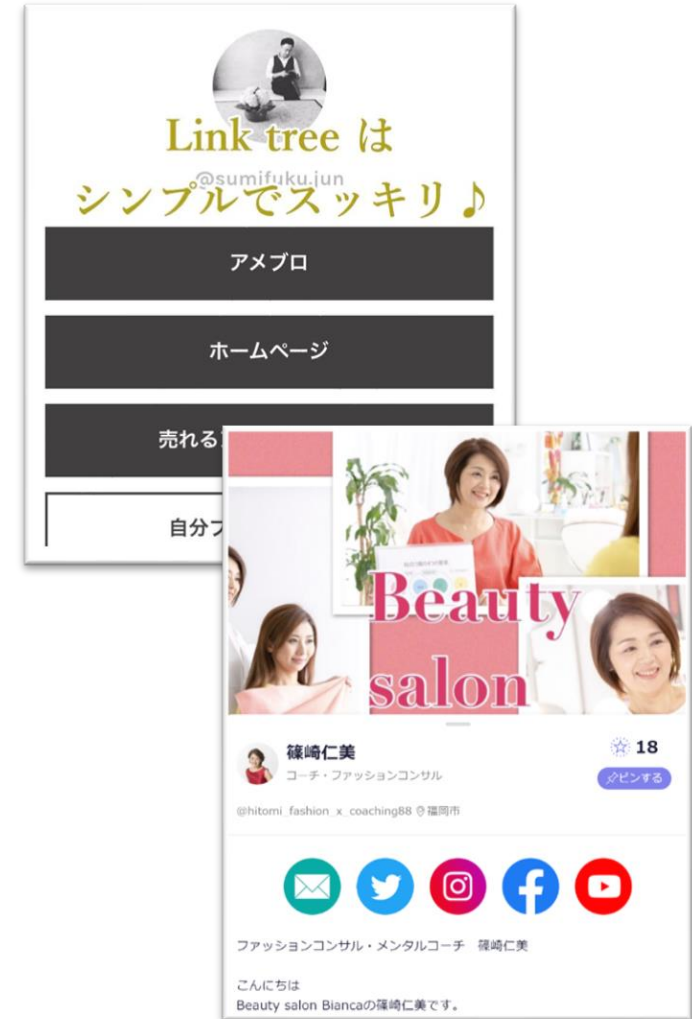 Link tree は
@sumifuku.jun
シンプルでスッキリ♪
アメブロ
ホームページ
売れる
自分
Beauty
salon
篠崎仁美
18
コーチ・ファッションコンサル
ピンする
@hitomi_fashion_x_coaching88 福岡市
ファッションコンサル・メンタルコーチ 篠崎仁美
こんにちは
Beauty salon Biancaの篠崎仁美です。